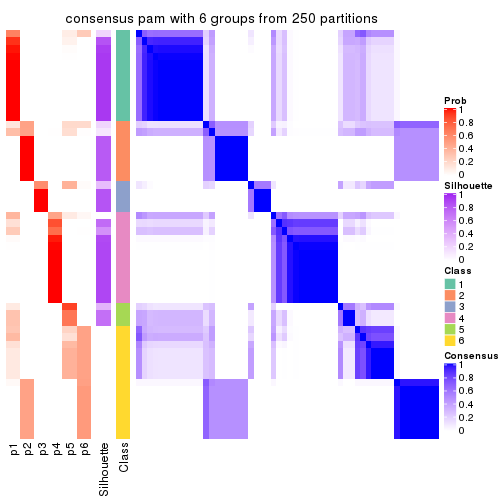 consensus pam with 6 groups from 250 partitions
Prob
1
0.8
0.6
0.4
0.2
0
Silhouette
1
0.8
0.6
0.4
0.2
0
Class
1
2
3
4
5
6
Consensus
1
0.8
0.6
0.4
0.2
0
p1
p2
p3
p4
p5
p6
Silhouette
Class